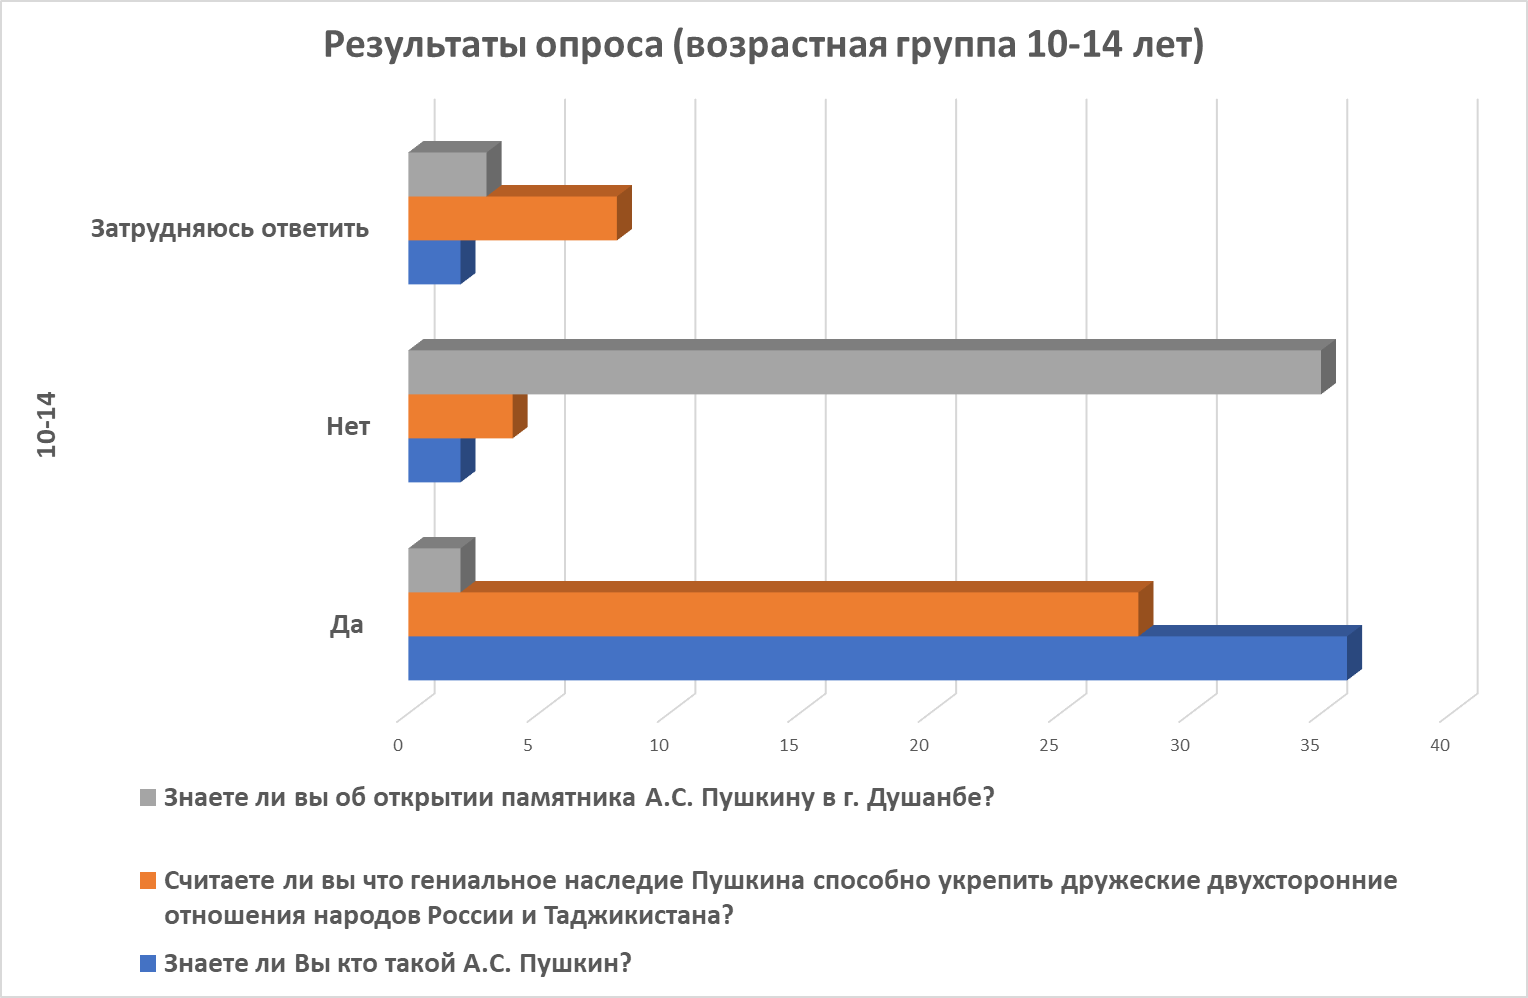 Результаты опроса (возрастная группа 10-14 лет)
Затрудняюсь ответить
Нет
Да
10-14
0 5 10 15 20 25 30 35 40
Знаете ли вы об открытии памятника А.С. Пушкину в г. Душанбе?
Считаете ли вы что гениальное наследие Пушкина способно укрепить дружеские двухсторонние
отношения народов России и Таджикистана?
Знаете ли Вы кто такой А.С. Пушкин?